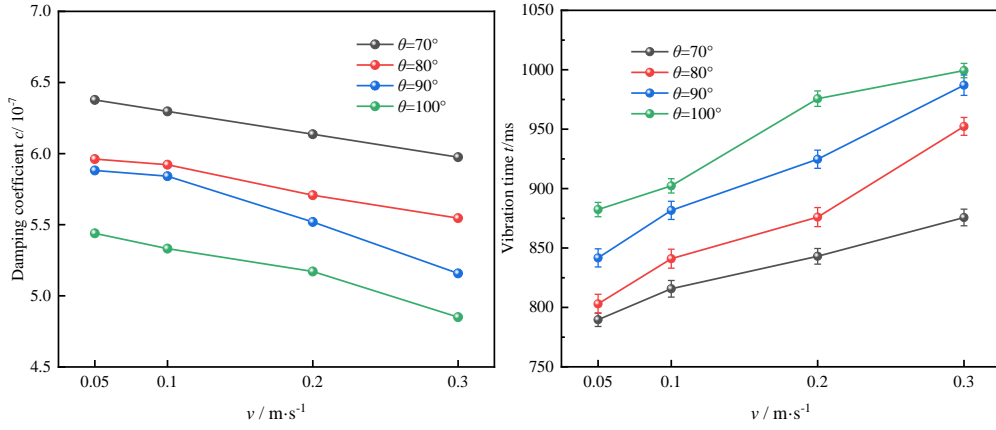 7.0
6.5
6.0
5.5
5.0
4.5
Damping coefficient c/ 10⁻⁷
θ=70°
θ=80°
θ=90°
θ=100°
0.05 0.1 0.2 0.3
v / m·s⁻¹
1050
1000
950
900
850
800
750
Vibration time t/ms
θ=70°
θ=80°
θ=90°
θ=100°
0.05 0.1 0.2 0.3
v / m·s⁻¹